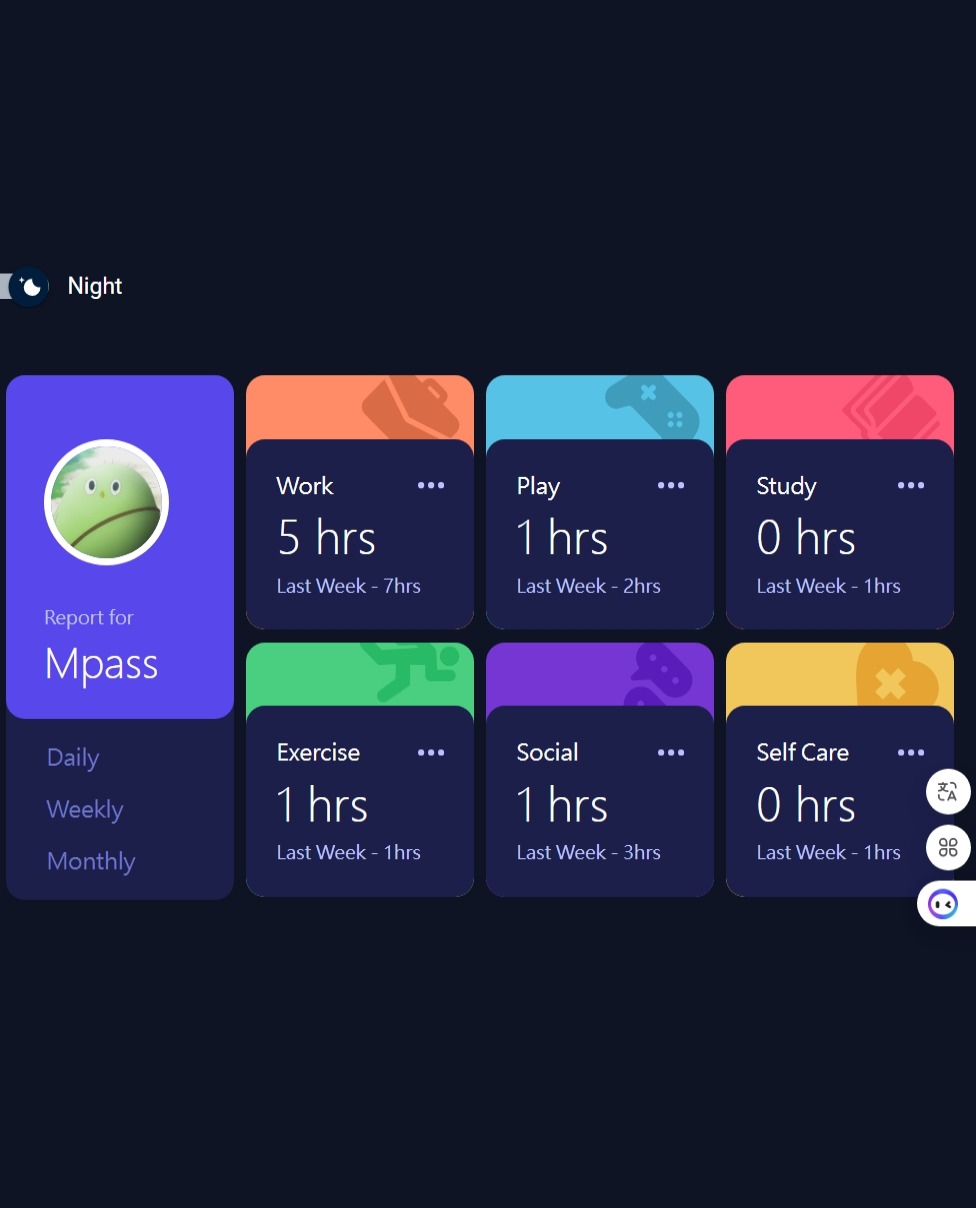 Night
Report for
Mpass
Daily
Weekly
Monthly
Work
5 hrs
Last Week - 7hrs
Play
1 hrs
Last Week - 2hrs
Study
0 hrs
Last Week - 1hrs
Exercise
1 hrs
Last Week - 1hrs
Social
1 hrs
Last Week - 3hrs
Self Care
0 hrs
Last Week - 1hrs
文A